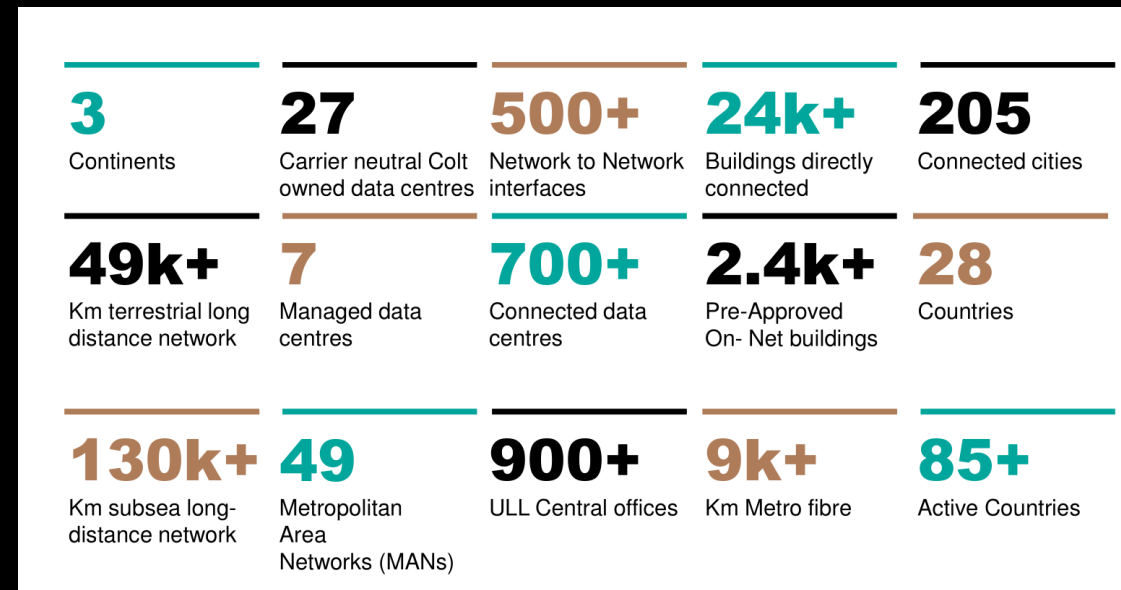 3
Continents
27
Carrier neutral Colt
owned data centres
500+
Network to Network
interfaces
24k+
Buildings directly
connected
205
Connected cities
49k+
Km terrestrial long
distance network
7
Managed data
centres
700+
Connected data
centres
2.4k+
Pre-Approved
On- Net buildings
28
Countries
130k+
Km subsea long-
distance network
49
Metropolitan
Area
Networks (MANs)
900+
ULL Central offices
9k+
Km Metro fibre
85+
Active Countries